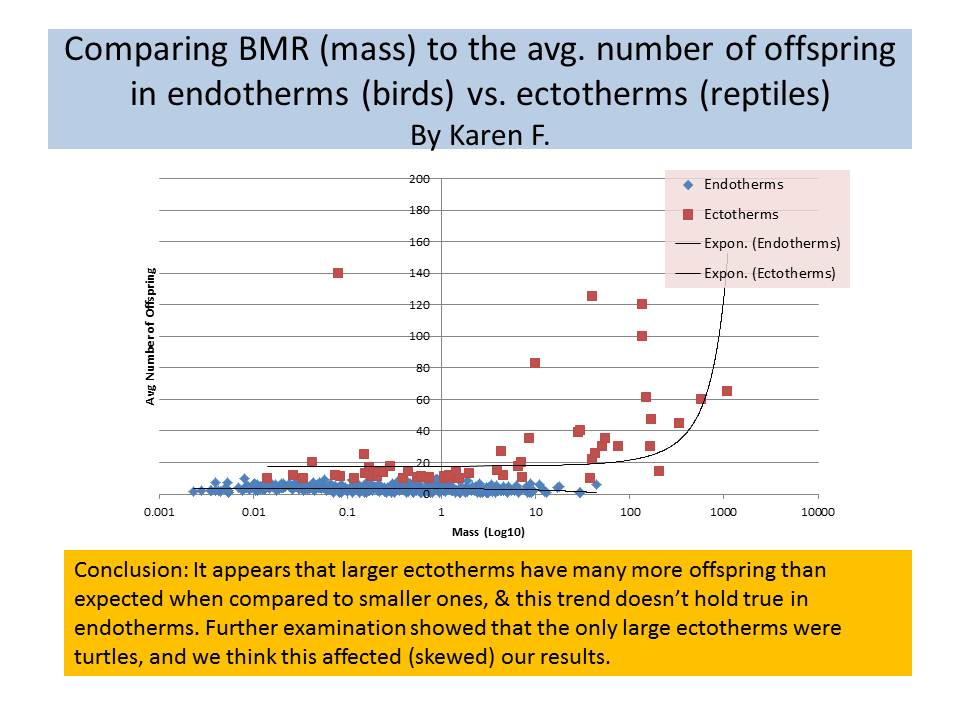 Comparing BMR (mass) to the avg. number of offspring
in endotherms (birds) vs. ectotherms (reptiles)
By Karen F.
200
180
160
140
120
100
80
60
40
20
0
Avg Number of Offspring
0.001
0.01
0.1
1
10
100
1000
10000
Mass (Log10)
Endotherms
Ectotherms
Expon. (Endotherms)
Expon. (Ectotherms)
Conclusion: It appears that larger ectotherms have many more offspring than
expected when compared to smaller ones, & this trend doesn’t hold true in
endotherms. Further examination showed that the only large ectotherms were
turtles, and we think this affected (skewed) our results.